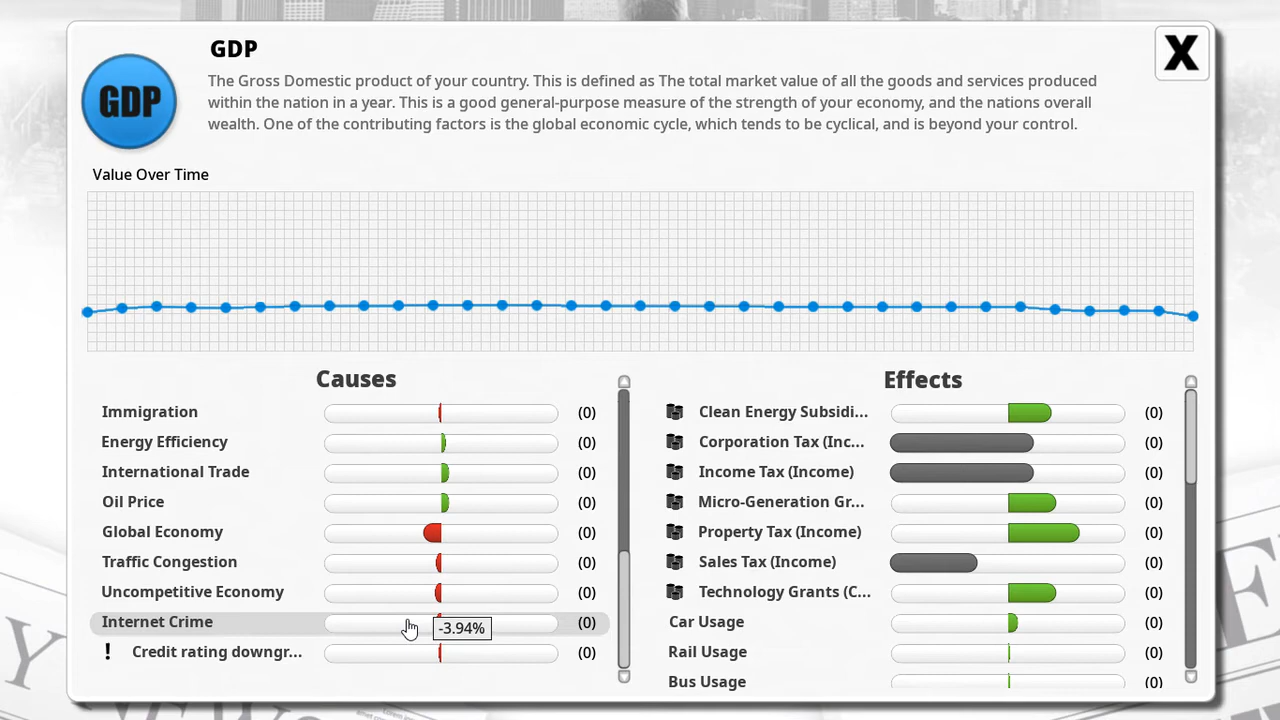 GDP
X
GDP
The Gross Domestic product of your country. This is defined as The total market value of all the goods and services produced
within the nation in a year. This is a good general-purpose measure of the strength of your economy, and the nations overall
wealth. One of the contributing factors is the global economic cycle, which tends to be cyclical, and is beyond your control.
Value Over Time
Causes
Immigration (0)
Energy Efficiency (0)
International Trade (0)
Oil Price (0)
Global Economy (0)
Traffic Congestion (0)
Uncompetitive Economy (0)
Internet Crime (0)
-3.94%
! Credit rating downgr... (0)
Effects
Clean Energy Subsidi... (0)
Corporation Tax (Inc... (0)
Income Tax (Income) (0)
Micro-Generation Gr... (0)
Property Tax (Income) (0)
Sales Tax (Income) (0)
Technology Grants (C... (0)
Car Usage (0)
Rail Usage (0)
Bus Usage (0)